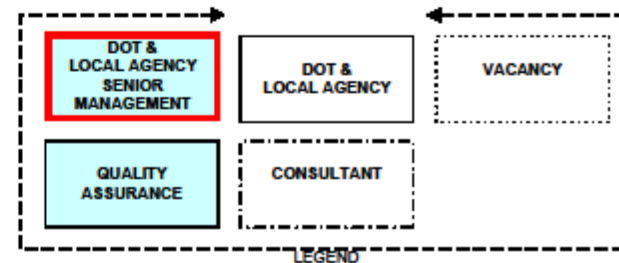 DOT &
LOCAL AGENCY
SENIOR
MANAGEMENT
DOT &
LOCAL AGENCY
VACANCY
QUALITY
ASSURANCE
CONSULTANT
LEGEND